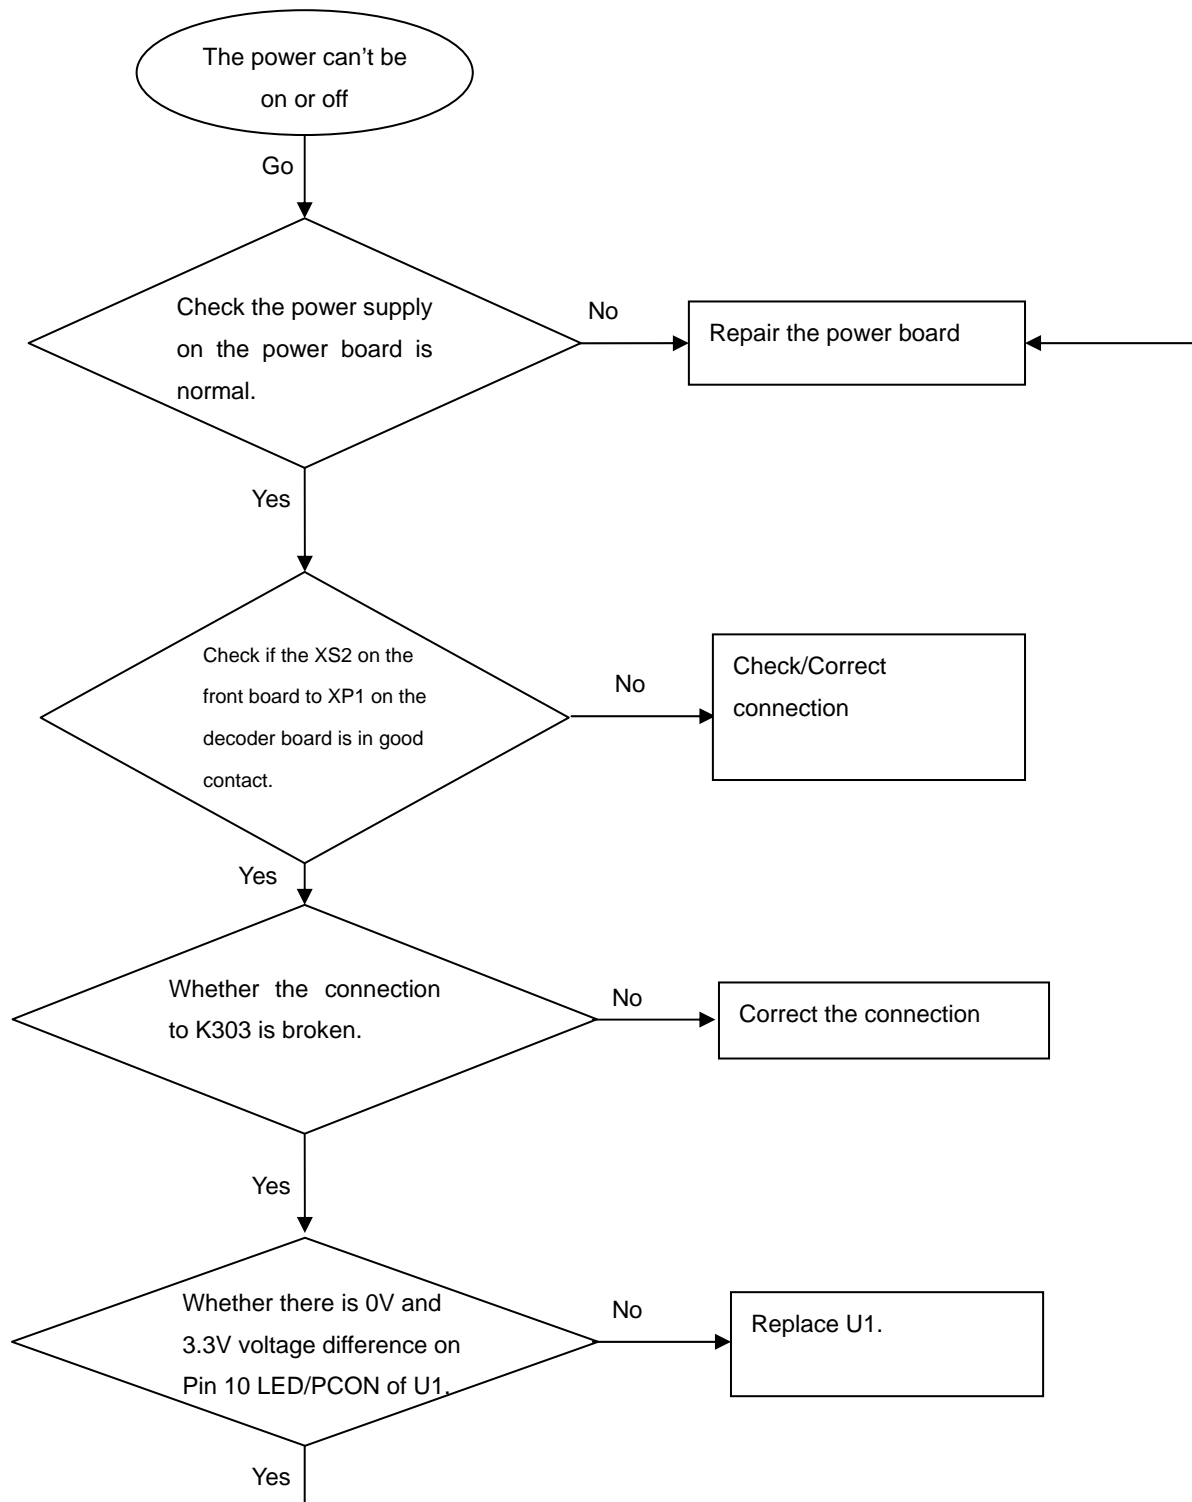 The power can’t be
on or off
Go
Check the power supply
on the power board is
normal.
No
Repair the power board
Yes
Check if the XS2 on the
front board to XP1 on the
decoder board is in good
contact.
No
Check/Correct
connection
Yes
Whether the connection
to K303 is broken.
No
Correct the connection
Yes
Whether there is 0V and
3.3V voltage difference on
Pin 10 LED/PCON of U1.
No
Replace U1.
Yes